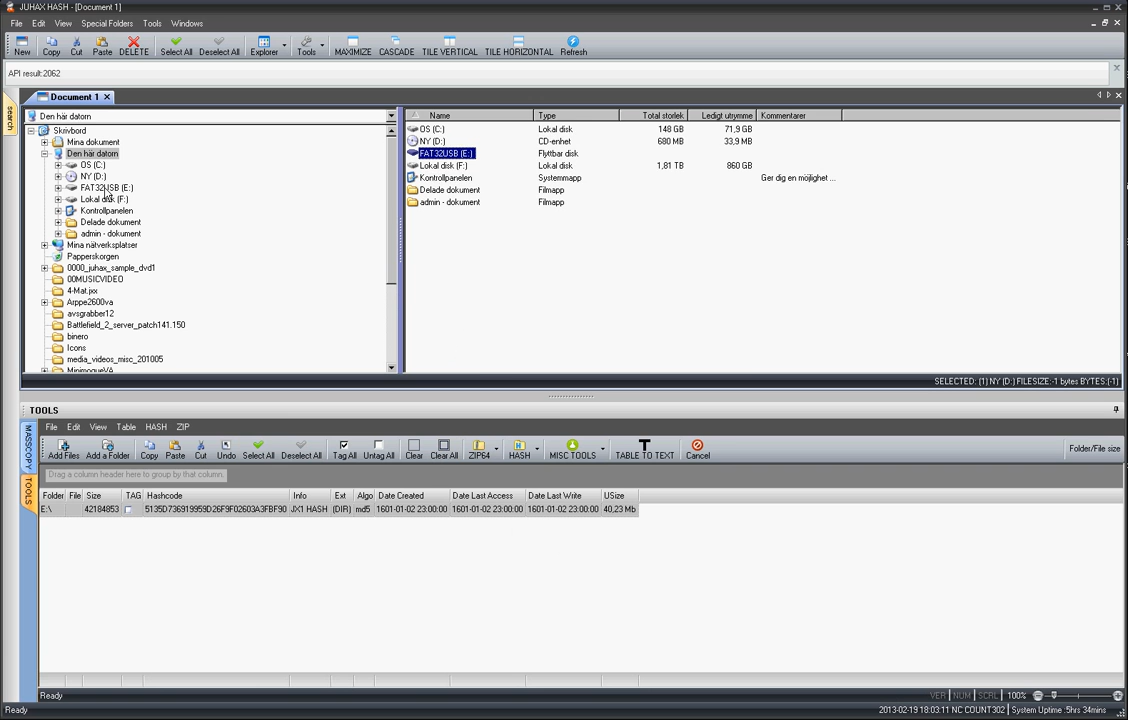 JUHAX HASH - [Document 1]
File Edit View Special Folders Tools Windows
New Copy Cut Paste DELETE Select All Deselect All Explorer Tools MAXIMIZE CASCADE TILE VERTICAL TILE HORIZONTAL Refresh
API result:2062
search
Document 1
Den här datorn
Skrivbord
Mina dokument
Den här datorn
OS (C:)
NY (D:)
FAT32USB (E:)
Lokal disk (F:)
Kontrollpanelen
Delade dokument
admin - dokument
Mina nätverksplatser
Papperskorgen
0000_juhax_sample_dvd1
00MUSICVIDEO
4-Mat.jxx
Arppe2600va
avsgrabber12
Battlefield_2_server_patch141.150
binero
Icons
media_videos_misc_201005
MinimogueVA
Name Type Total storlek Ledigt utrymme Kommentarer
OS (C:) Lokal disk 148 GB 71,9 GB
NY (D:) CD-enhet 680 MB 33,9 MB
FAT32USB (E:) Flyttbar disk
Lokal disk (F:) Lokal disk 1,81 TB 860 GB
Kontrollpanelen Systemmapp Ger dig en möjlighet ...
Delade dokument Filmapp
admin - dokument Filmapp
SELECTED: (1) NY (D:) FILESIZE:-1 bytes BYTES:(-1)
TOOLS
MASSCOPY
TOOLS
File Edit View Table HASH ZIP
Add Files Add a Folder Copy Paste Cut Undo Select All Deselect All Tag All Untag All Clear Clear All ZIP64 HASH MISC TOOLS TABLE TO TEXT Cancel Folder/File size
Drag a column header here to group by that column.
Folder File Size TAG Hashcode Info Ext Algo Date Created Date Last Access Date Last Write USize
E:\ 42184853 5135D736919959D26F9F02603A3FBF90 JX1 HASH (DIR) md5 1601-01-02 23:00:00 1601-01-02 23:00:00 1601-01-02 23:00:00 40,23 Mb
Ready VER NUM SCRL 100%
Ready 2013-02-19 18:03:11 NC COUNT302 System Uptime :5hrs 34mins